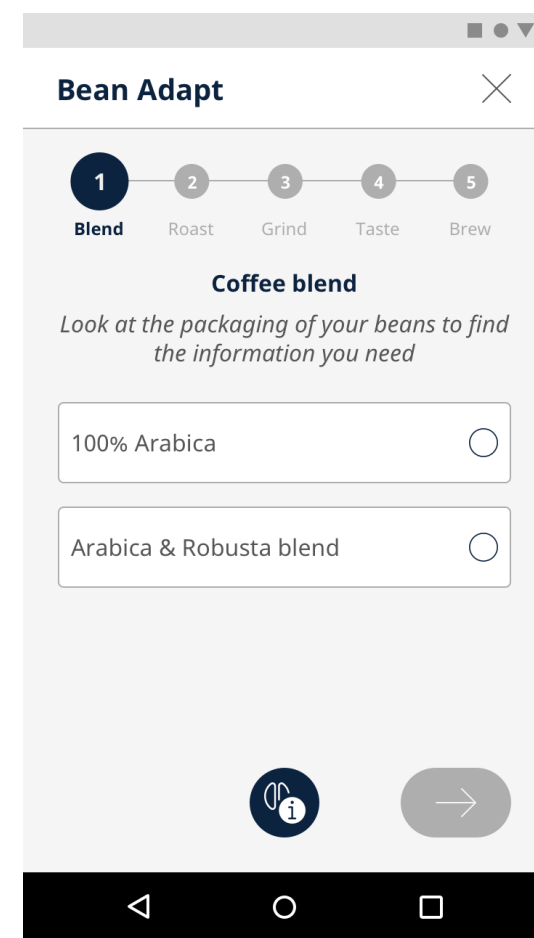 Bean Adapt
1 2 3 4 5
Blend Roast Grind Taste Brew
Coffee blend
Look at the packaging of your beans to find
the information you need
100% Arabica
Arabica & Robusta blend
i